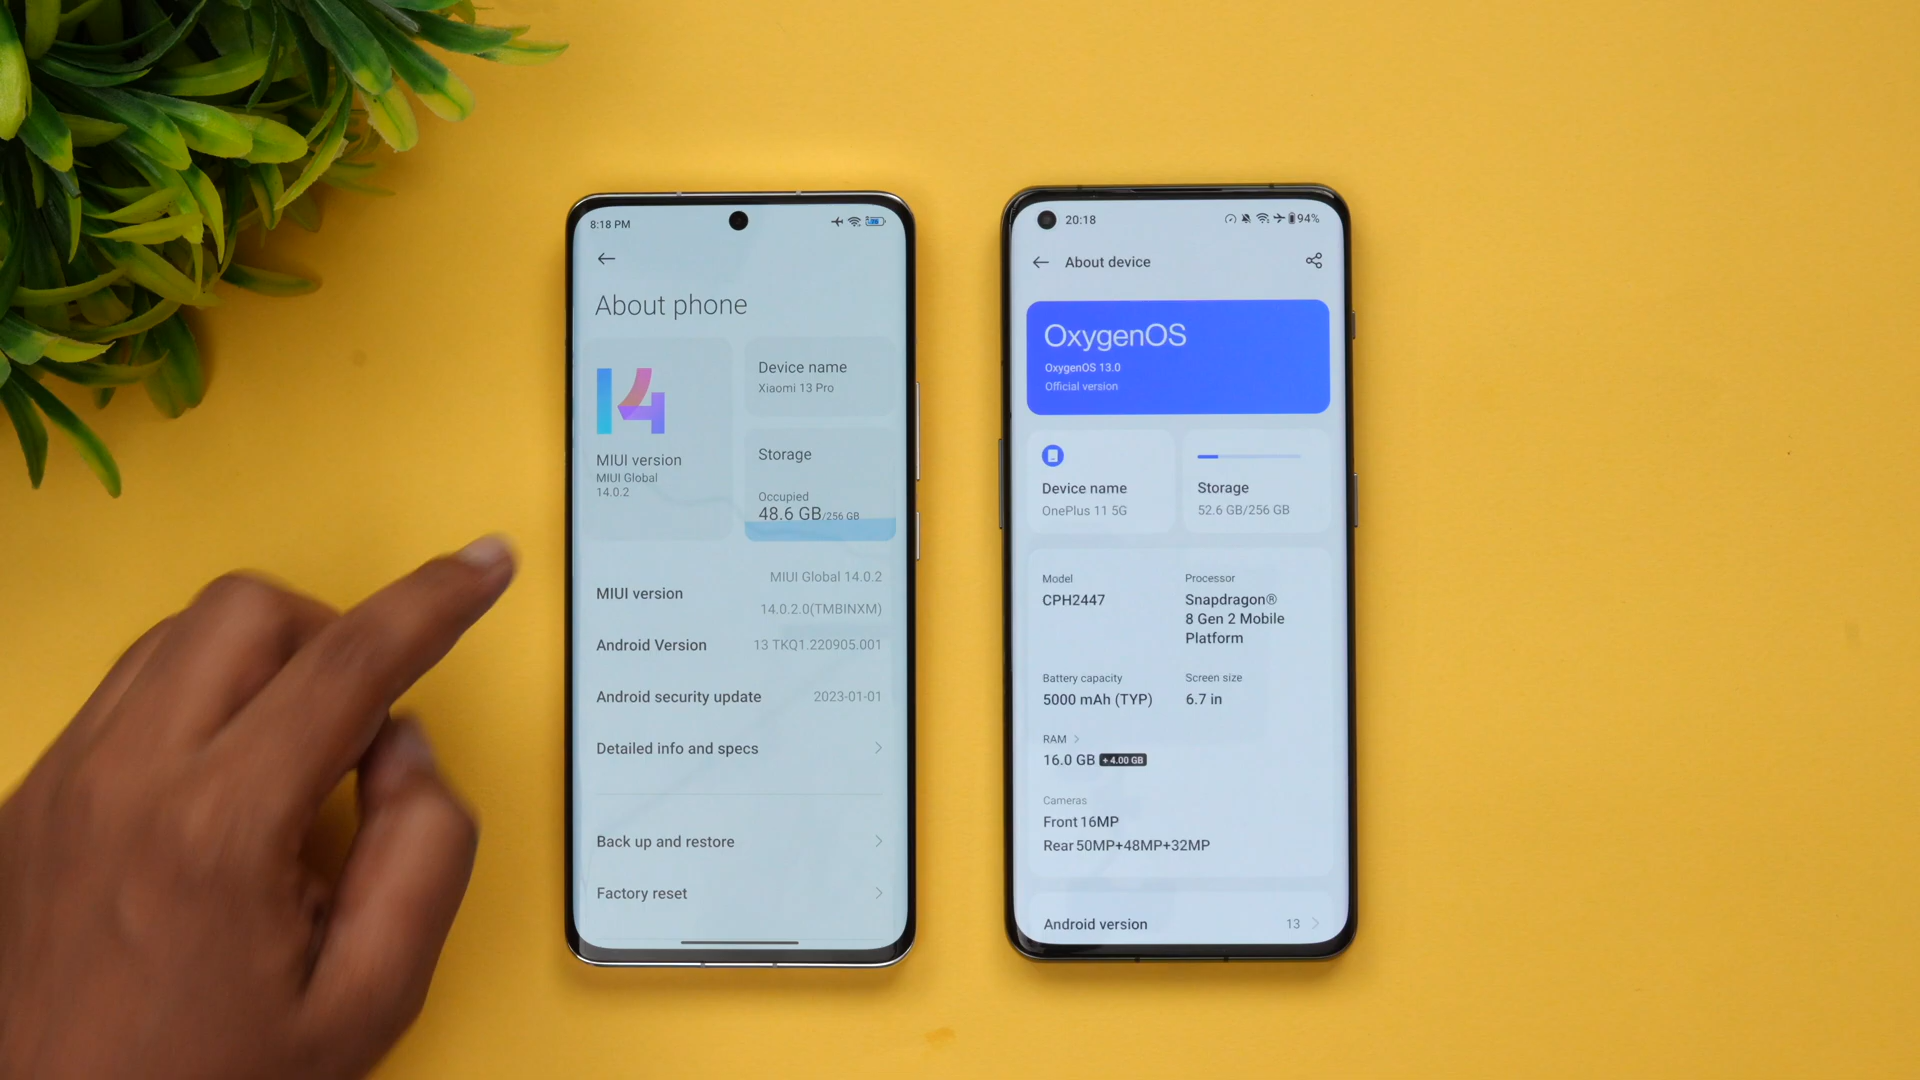 8:18 PM
About phone
14
MIUI version
MIUI Global
14.0.2
Device name
Xiaomi 13 Pro
Storage
Occupied
48.6 GB/256 GB
MIUI version
MIUI Global 14.0.2
14.0.2.0(TMBINXM)
Android Version
13 TKQ1.220905.001
Android security update
2023-01-01
Detailed info and specs
Back up and restore
Factory reset
20:18
94%
About device
OxygenOS
OxygenOS 13.0
Official version
Device name
OnePlus 11 5G
Storage
52.6 GB/256 GB
Model
CPH2447
Processor
Snapdragon®
8 Gen 2 Mobile
Platform
Battery capacity
5000 mAh (TYP)
Screen size
6.7 in
RAM
16.0 GB +4.00 GB
Cameras
Front 16MP
Rear 50MP+48MP+32MP
Android version
13